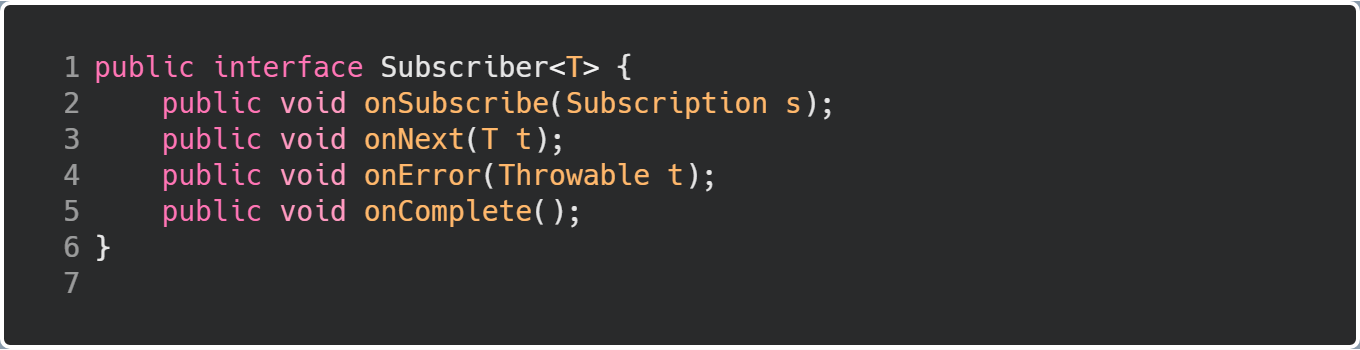 1 public interface Subscriber<T> {
2     public void onSubscribe(Subscription s);
3     public void onNext(T t);
4     public void onError(Throwable t);
5     public void onComplete();
6 }
7